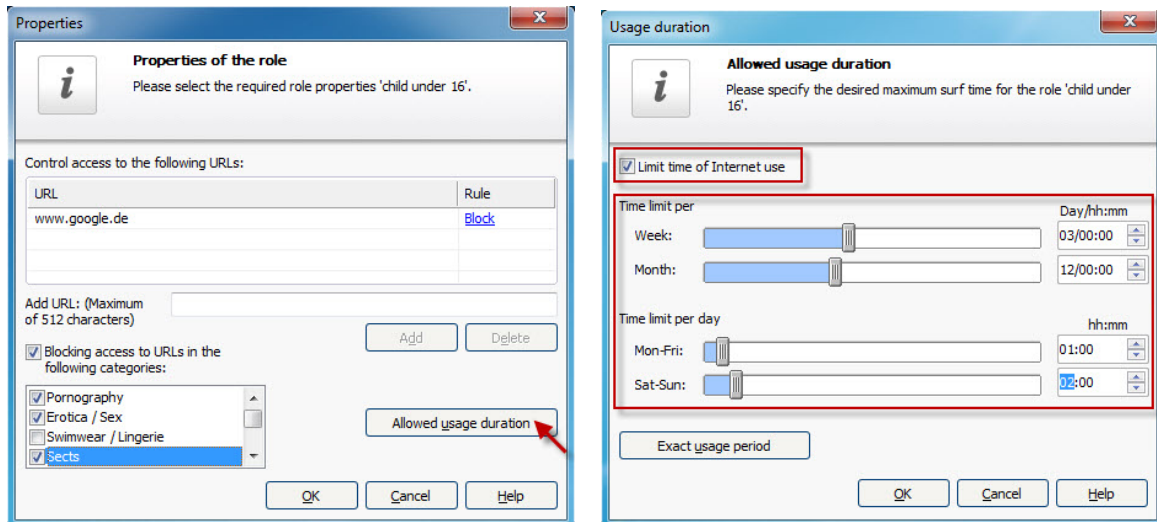 Properties
Properties of the role
Please select the required role properties 'child under 16'.
Control access to the following URLs:
URL Rule
www.google.de Block
Add URL: (Maximum
of 512 characters)
Add Delete
Blocking access to URLs in the
following categories:
Pornography
Erotica / Sex
Swimwear / Lingerie
Sects
Allowed usage duration
OK Cancel Help
Usage duration
Allowed usage duration
Please specify the desired maximum surf time for the role 'child under
16'.
Limit time of Internet use
Time limit per Day/hh:mm
Week: 03/00:00
Month: 12/00:00
Time limit per day hh:mm
Mon-Fri: 01:00
Sat-Sun: 02:00
Exact usage period
OK Cancel Help